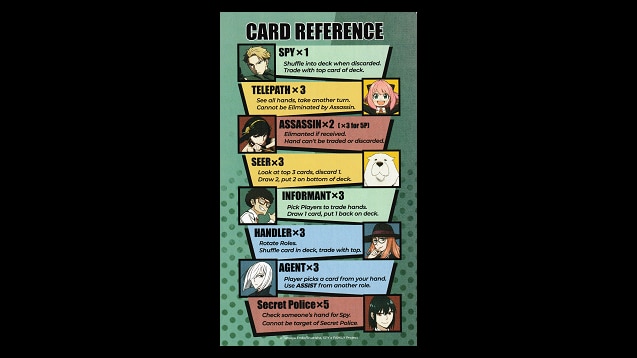 CARD REFERENCE
SPY×1
Shuffle into deck when discarded.
Trade with top card of deck.
TELEPATH×3
See all hands, take another turn.
Cannot be Eliminated by Assassin.
ASSASSIN×2 (×3 for 5P)
Elimanted if received.
Hand can't be traded or discarded.
SEER×3
Look at top 3 cards, discard 1.
Draw 2, put 2 on bottom of deck.
INFORMANT×3
Pick Players to trade hands.
Draw 1 card, put 1 back on deck.
HANDLER×3
Rotate Roles.
Shuffle card in deck, trade with top.
AGENT×3
Player picks a card from your hand.
Use ASSIST from another role.
Secret Police×5
Check someone's hand for Spy.
Cannot be target of Secret Police.